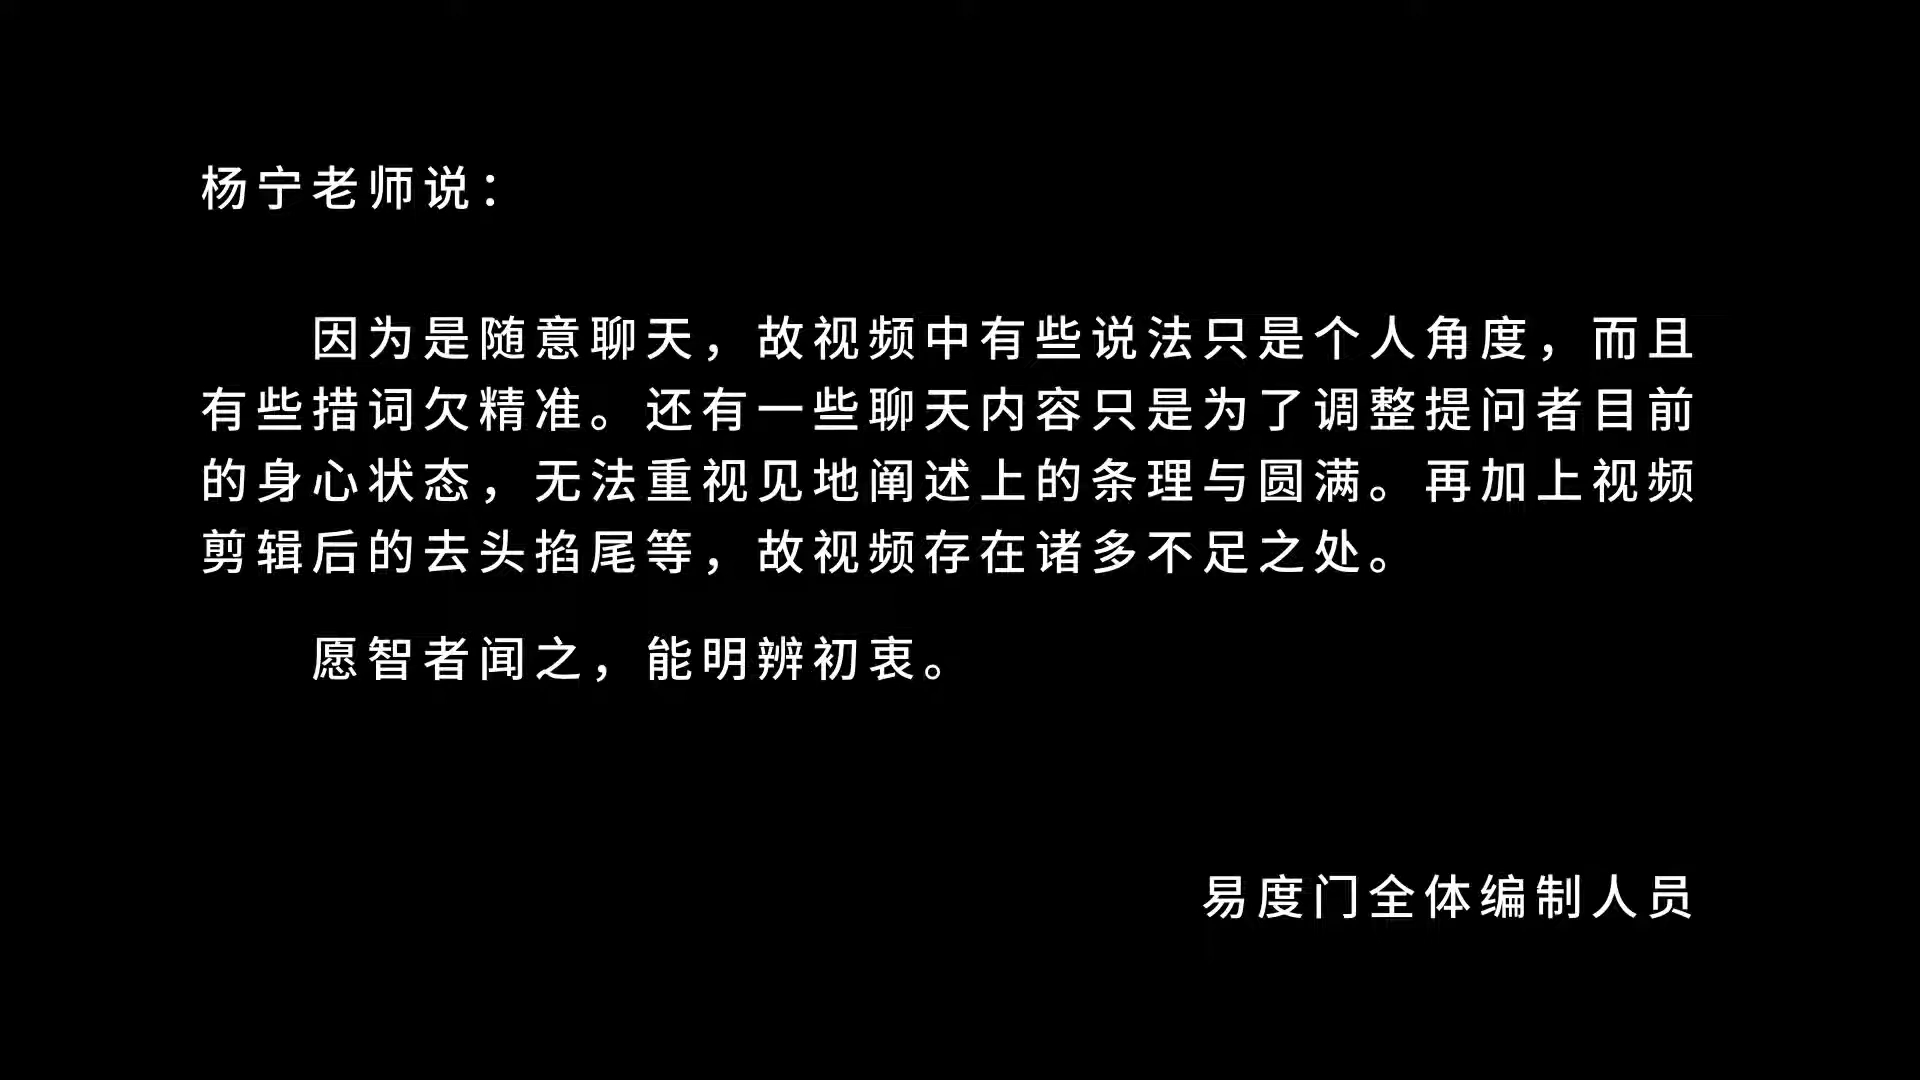 杨宁老师说：
因为是随意聊天，故视频中有些说法只是个人角度，而且
有些措词欠精准。还有一些聊天内容只是为了调整提问者目前
的身心状态，无法重视见地阐述上的条理与圆满。再加上视频
剪辑后的去头掐尾等，故视频存在诸多不足之处。
愿智者闻之，能明辨初衷。
易度门全体编制人员